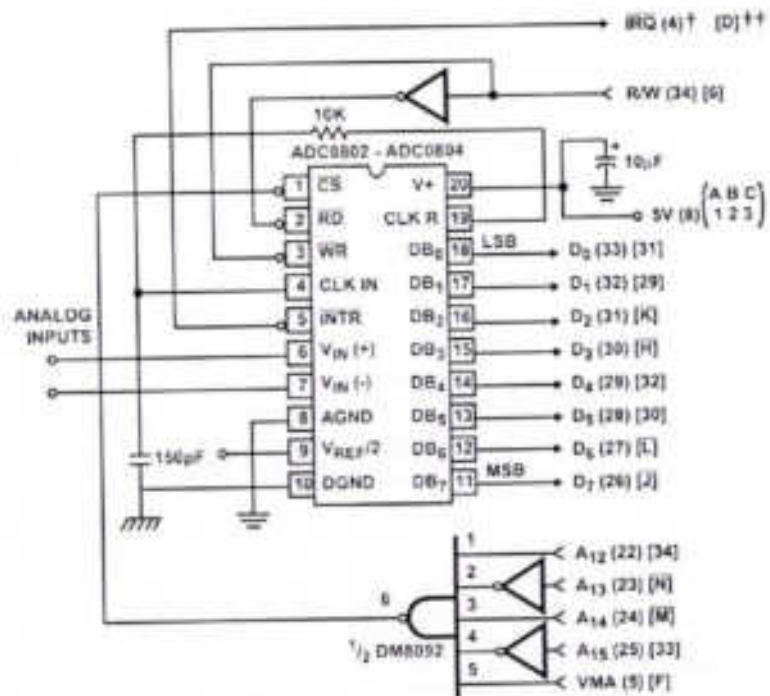 IRQ (4)† [D]††
R/W (34) [6]
10K
ADC0802 - ADC0804
10μF
1 CS V+ 20
5V (8) (A B C
1 2 3)
2 RD CLK R 19
3 WR DB0 18 LSB D0 (33) [31]
4 CLK IN DB1 17 D1 (32) [29]
5 INTR DB2 16 D2 (31) [K]
ANALOG
INPUTS
6 VIN (+) DB3 15 D3 (30) [H]
7 VIN (-) DB4 14 D4 (29) [32]
8 AGND DB5 13 D5 (28) [30]
150pF
9 VREF/2 DB6 12 D6 (27) [L]
10 DGND DB7 11 MSB D7 (26) [J]
1 A12 (22) [34]
2 A13 (23) [N]
6 3 A14 (24) [M]
1/2 DM8092 4 A15 (25) [33]
5 VMA (5) [F]